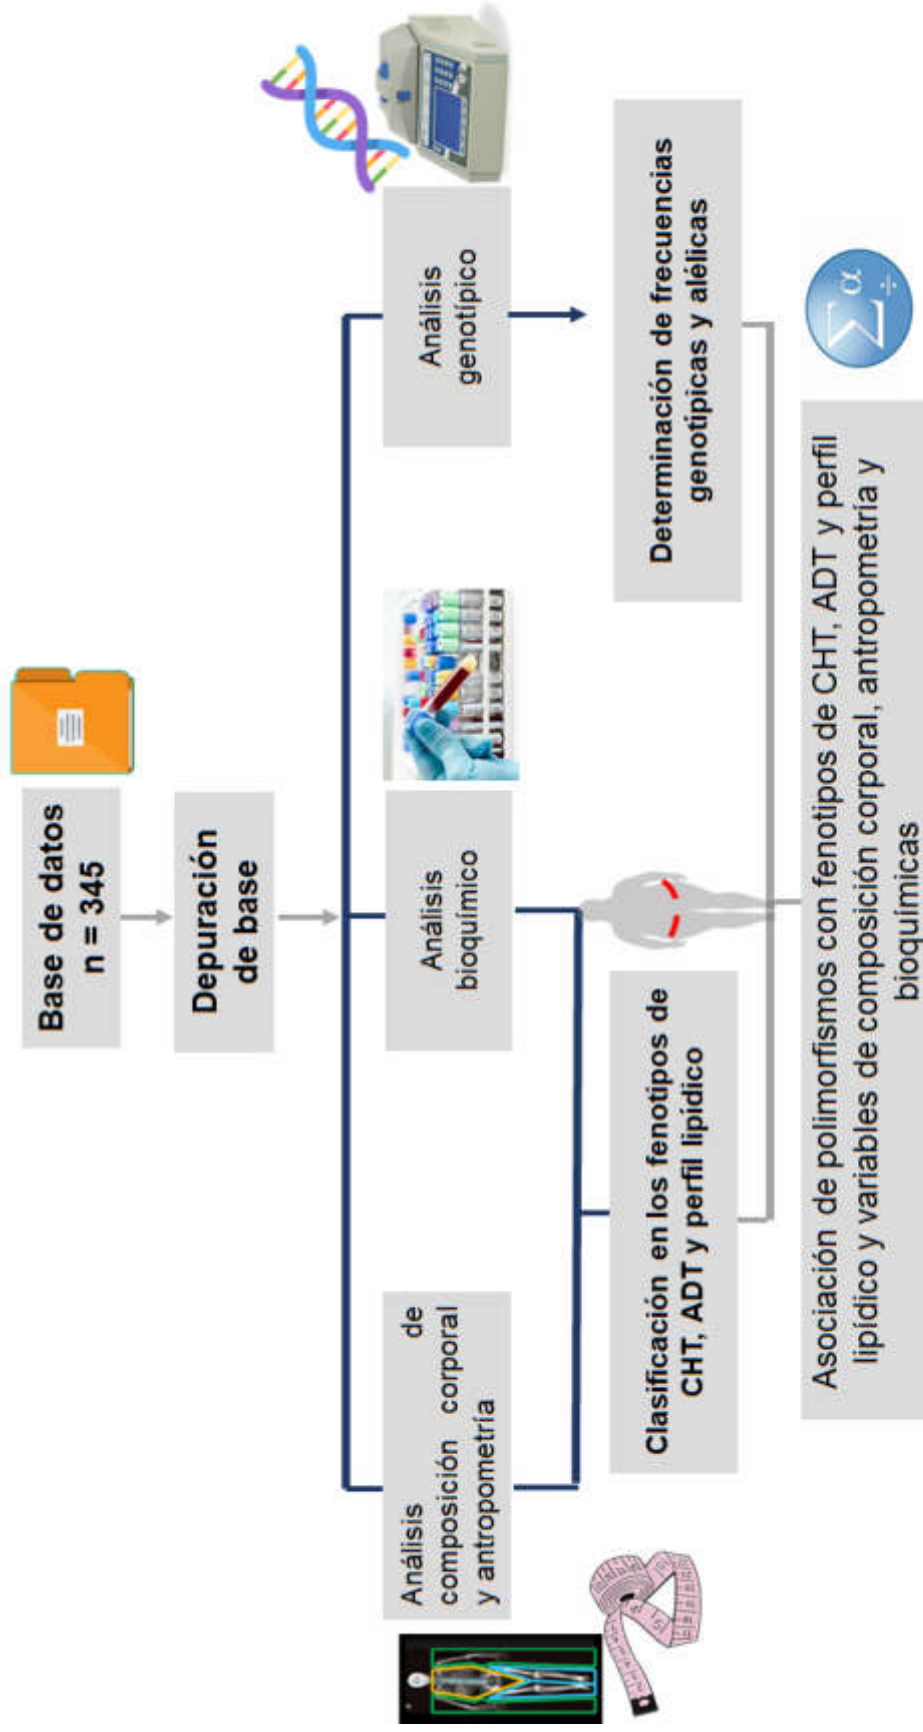 Base de datos
n = 345
Depuración
de base
Análisis de
composición corporal
y antropometría
Análisis
bioquímico
Análisis
genotípico
Clasificación en los fenotipos de
CHT, ADT y perfil lipídico
Determinación de frecuencias
genotipicas y alélicas
Σ α
÷
Asociación de polimorfismos con fenotipos de CHT, ADT y perfil
lipídico y variables de composición corporal, antropometría y
bioquímicas